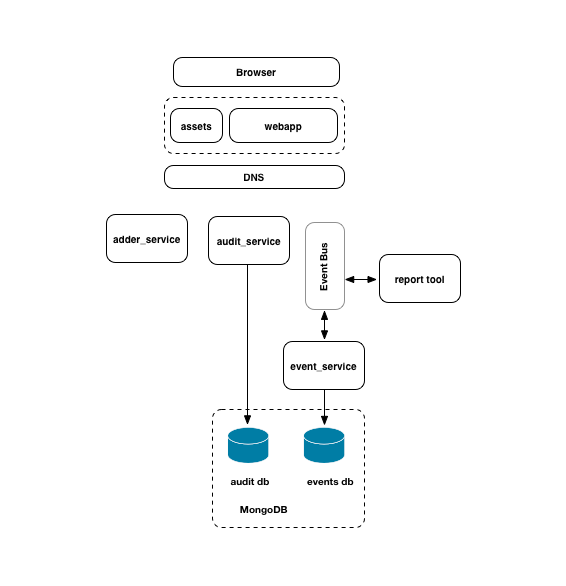 Browser
assets
webapp
DNS
adder_service
audit_service
Event Bus
report tool
event_service
audit db
events db
MongoDB